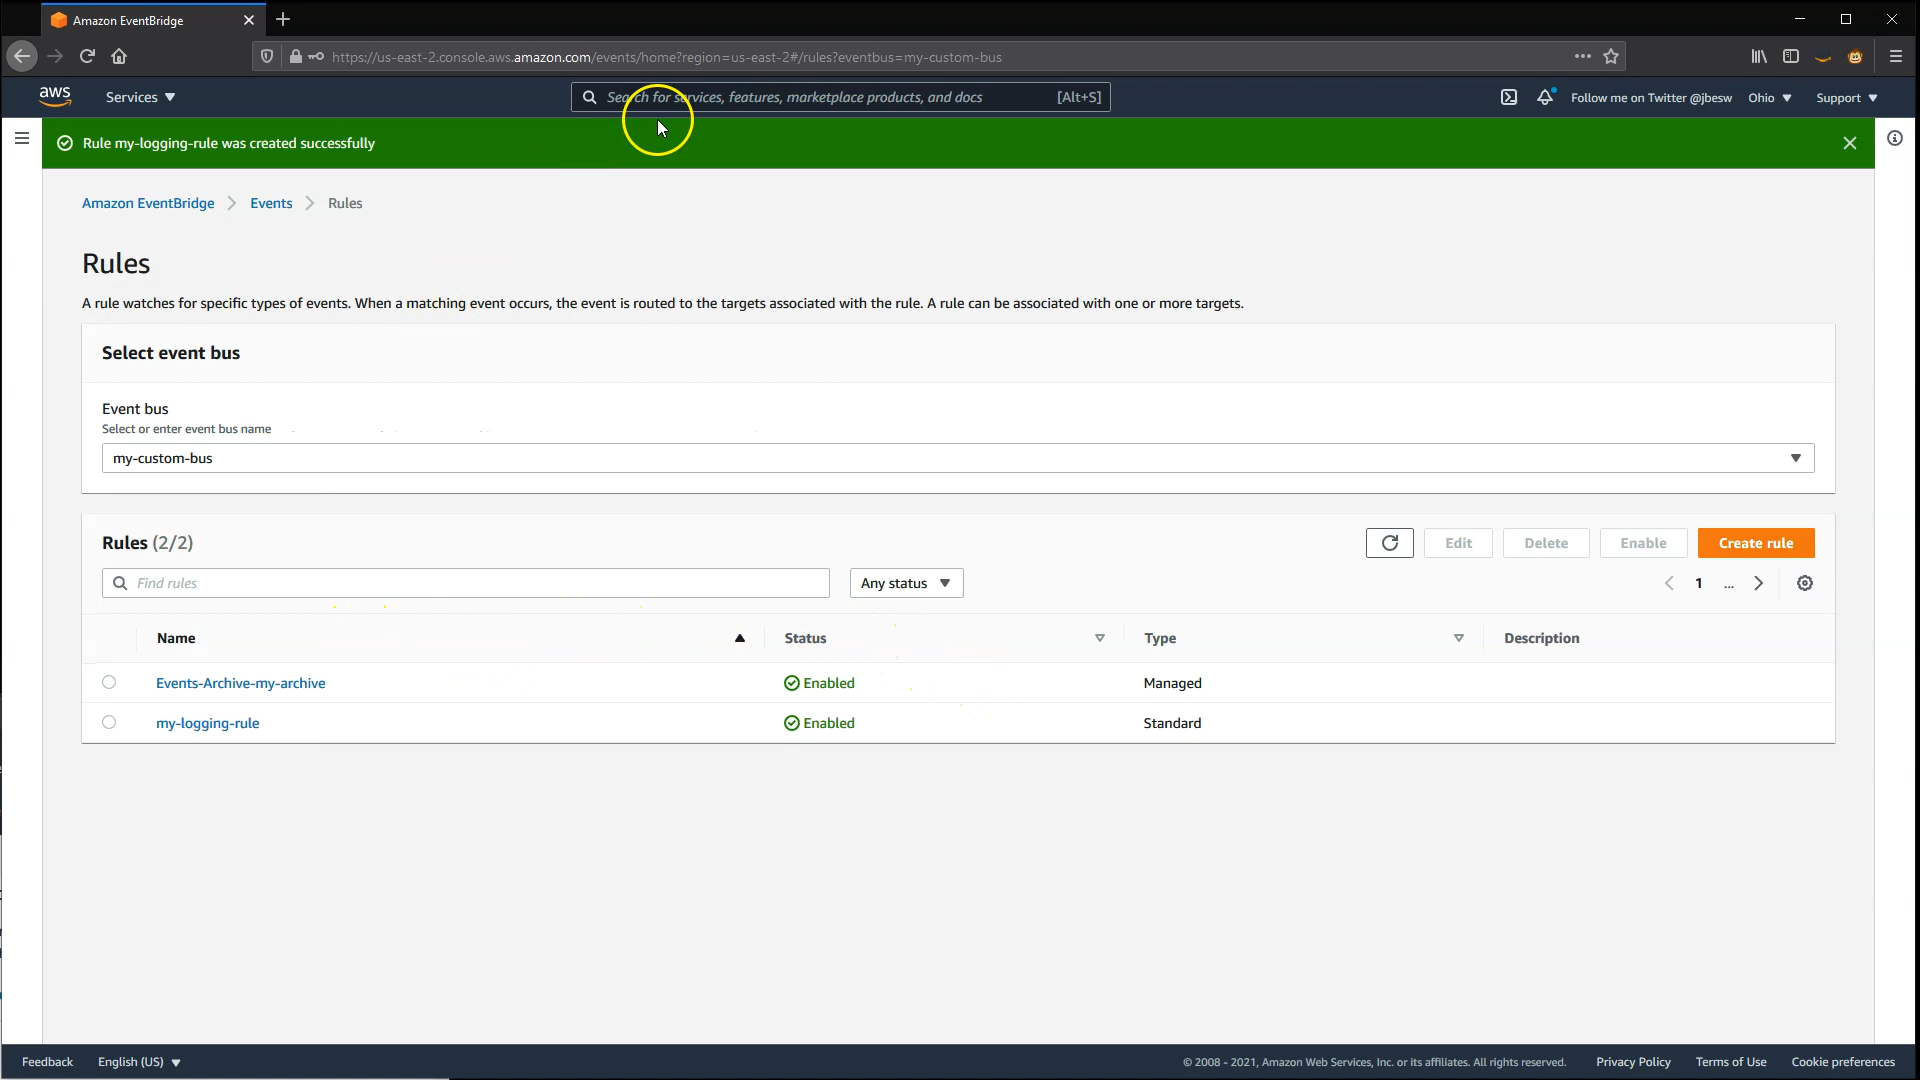 Amazon EventBridge
https://us-east-2.console.aws.amazon.com/events/home?region=us-east-2#/rules?eventbus=my-custom-bus
aws
Services
Search for services, features, marketplace products, and docs
[Alt+S]
Follow me on Twitter @jbesw
Ohio
Support
Rule my-logging-rule was created successfully
Amazon EventBridge
Events
Rules
Rules
A rule watches for specific types of events. When a matching event occurs, the event is routed to the targets associated with the rule. A rule can be associated with one or more targets.
Select event bus
Event bus
Select or enter event bus name
my-custom-bus
Rules (2/2)
Edit
Delete
Enable
Create rule
Find rules
Any status
1
...
Name
Status
Type
Description
Events-Archive-my-archive
Enabled
Managed
my-logging-rule
Enabled
Standard
Feedback
English (US)
© 2008 - 2021, Amazon Web Services, Inc. or its affiliates. All rights reserved.
Privacy Policy
Terms of Use
Cookie preferences